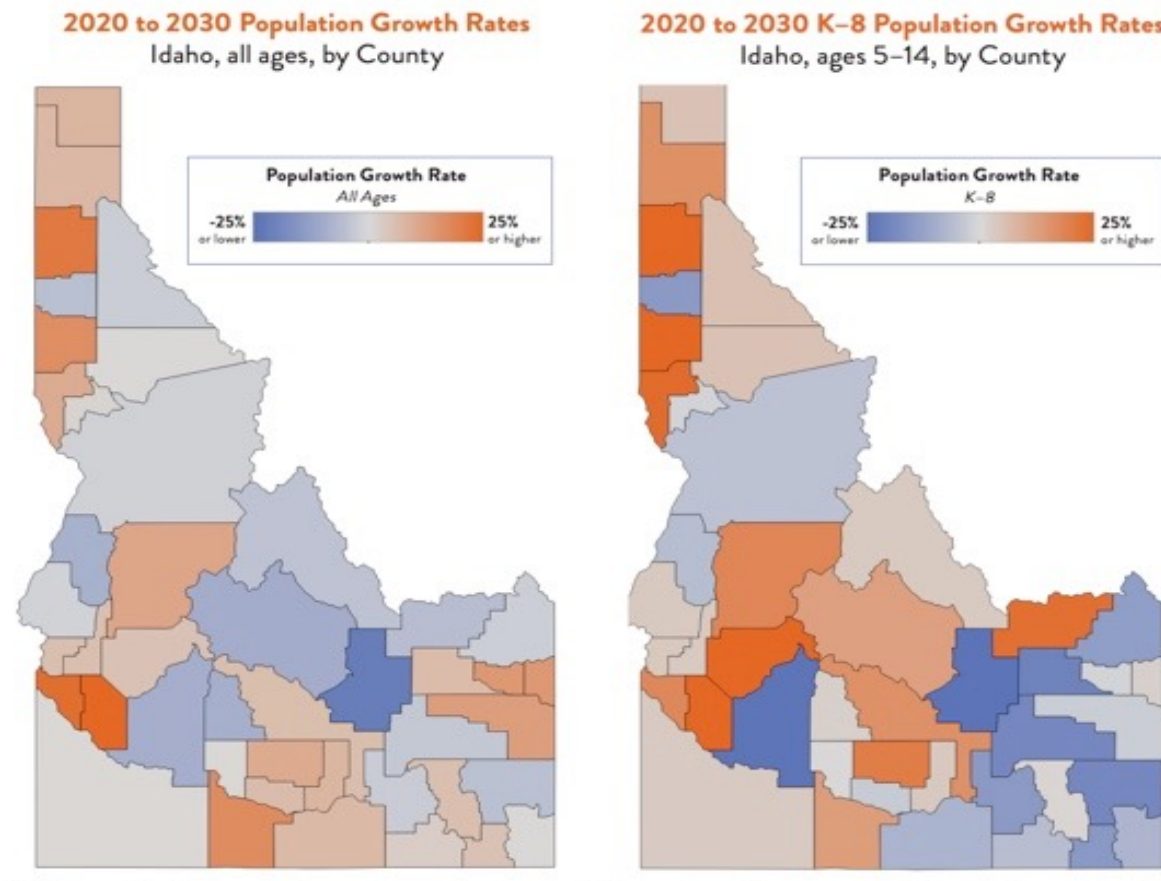 2020 to 2030 Population Growth Rates
Idaho, all ages, by County
Population Growth Rate
All Ages
-25%
or lower
25%
or higher
2020 to 2030 K–8 Population Growth Rates
Idaho, ages 5–14, by County
Population Growth Rate
K–8
-25%
or lower
25%
or higher